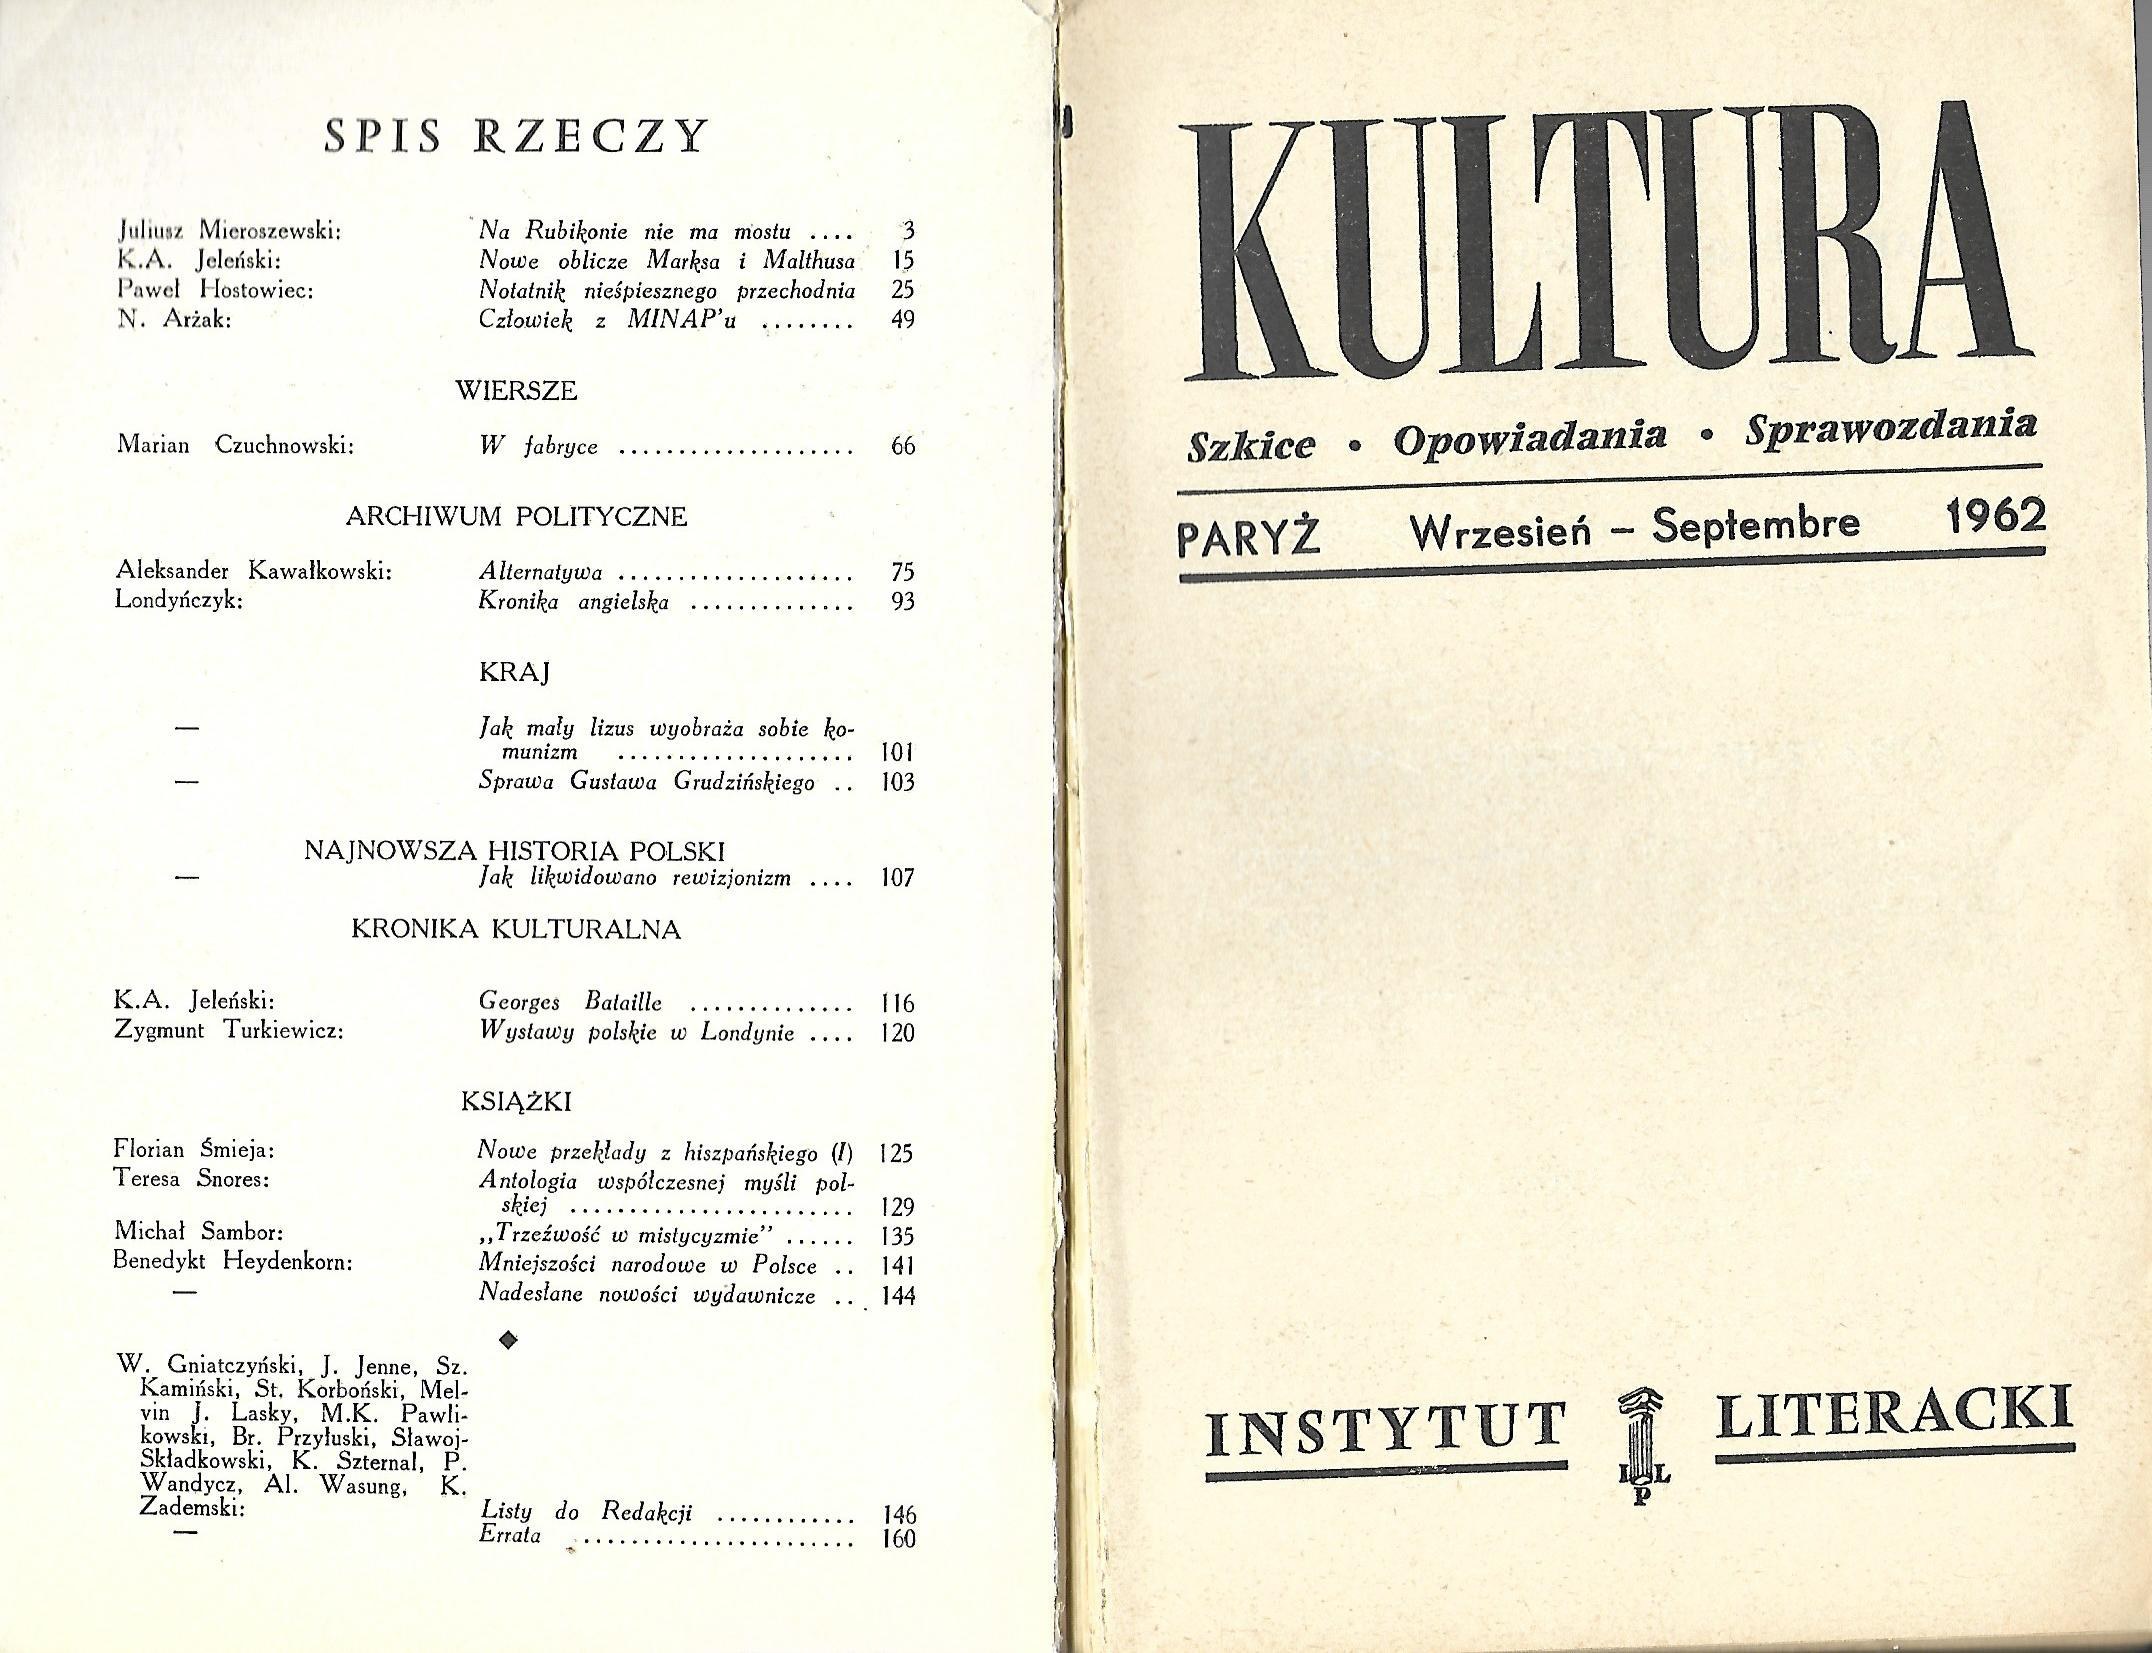 SPIS RZECZY
Juliusz Mieroszewski: Na Rubikonie nie ma mostu .... 3
K.A. Jeleński: Nowe oblicze Marksa i Malthusa 15
Paweł Hostowiec: Notatnik nieśpiesznego przechodnia 25
N. Arżak: Człowiek z MINAP'u ........ 49
WIERSZE
Marian Czuchnowski: W fabryce .................... 66
ARCHIWUM POLITYCZNE
Aleksander Kawałkowski: Alternatywa .................... 75
Londyńczyk: Kronika angielska .............. 93
KRAJ
— Jak mały lizus wyobraża sobie ko-
munizm .................... 101
— Sprawa Gustawa Grudzińskiego .. 103
NAJNOWSZA HISTORIA POLSKI
— Jak likwidowano rewizjonizm .... 107
KRONIKA KULTURALNA
K.A. Jeleński: Georges Bataille .............. 116
Zygmunt Turkiewicz: Wystawy polskie w Londynie .... 120
KSIĄŻKI
Florian Śmieja: Nowe przekłady z hiszpańskiego (I) 125
Teresa Snores: Antologia współczesnej myśli pol-
skiej ........................ 129
Michał Sambor: ,,Trzeźwość w mistycyzmie" ...... 135
Benedykt Heydenkorn: Mniejszości narodowe w Polsce .. 141
— Nadesłane nowości wydawnicze .. 144
◆
W. Gniatczyński, J. Jenne, Sz.
Kamiński, St. Korboński, Mel-
vin J. Lasky, M.K. Pawli-
kowski, Br. Przyłuski, Sławoj-
Składkowski, K. Szternal, P.
Wandycz, Al. Wasung, K.
Zademski: Listy do Redakcji ............ 146
— Errata ........................ 160
KULTURA
Szkice • Opowiadania • Sprawozdania
PARYŻ Wrzesień – Septembre 1962
INSTYTUT LITERACKI
I L
P